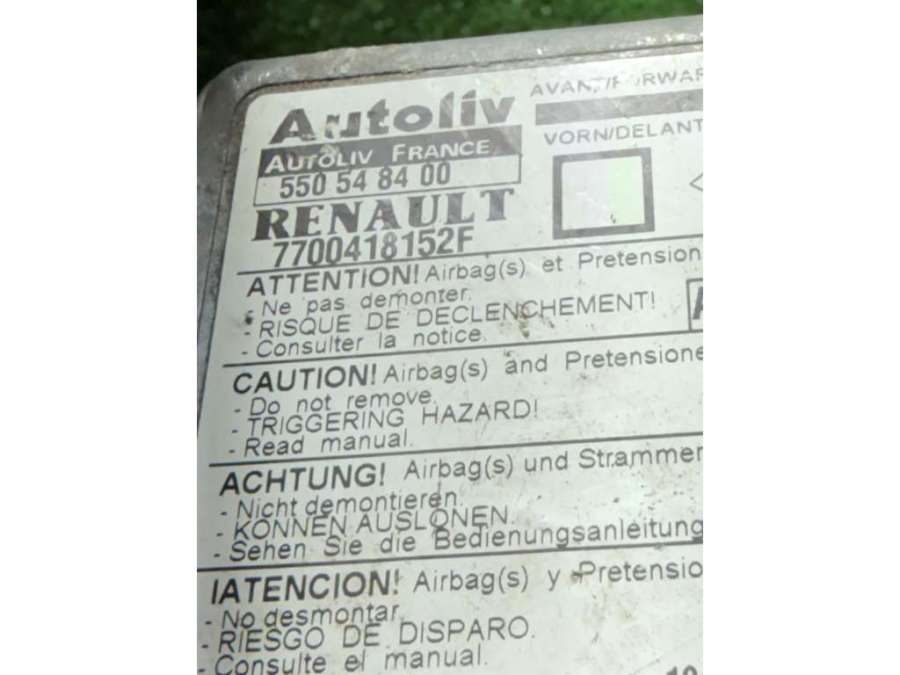 Autoliv
AUTOLIV FRANCE
550 54 84 00
RENAULT
7700418152F
VORN/DELANT
ATTENTION! Airbag(s) et Pretension
- Ne pas demonter.
- RISQUE DE DECLENCHEMENT!
- Consulter la notice.
CAUTION! Airbag(s) and Pretensione
- Do not remove.
- TRIGGERING HAZARD!
- Read manual.
ACHTUNG! Airbag(s) und Strammer
- Nicht demontieren.
- KONNEN AUSLONEN.
- Sehen Sie die Bedienungsanleitung
!ATENCION! Airbag(s) y Pretensio
- No desmontar.
- RIESGO DE DISPARO.
- Consulte el manual.